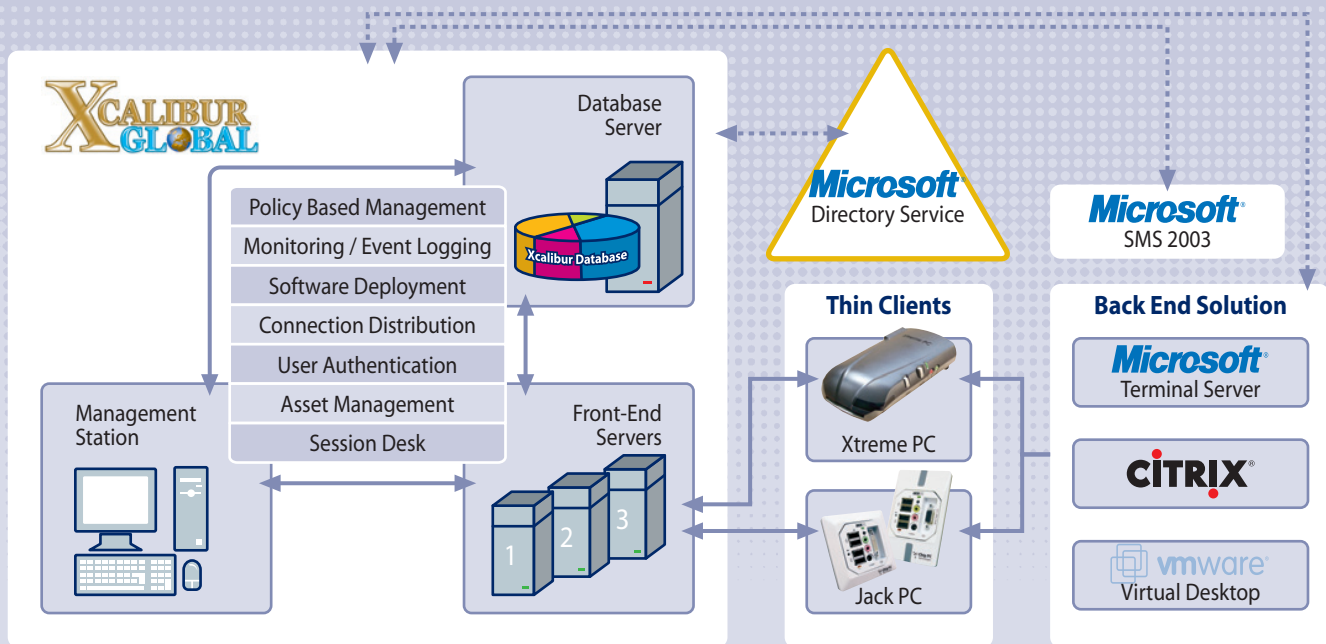 XCALIBUR
GLOBAL
Database
Server
Xcalibur Database
Policy Based Management
Monitoring / Event Logging
Software Deployment
Connection Distribution
User Authentication
Asset Management
Session Desk
Management
Station
Front-End
Servers
1
2
3
Microsoft®
Directory Service
Microsoft®
SMS 2003
Thin Clients
Xtreme PC
Jack PC
Back End Solution
Microsoft®
Terminal Server
CITRIX®
vmware®
Virtual Desktop